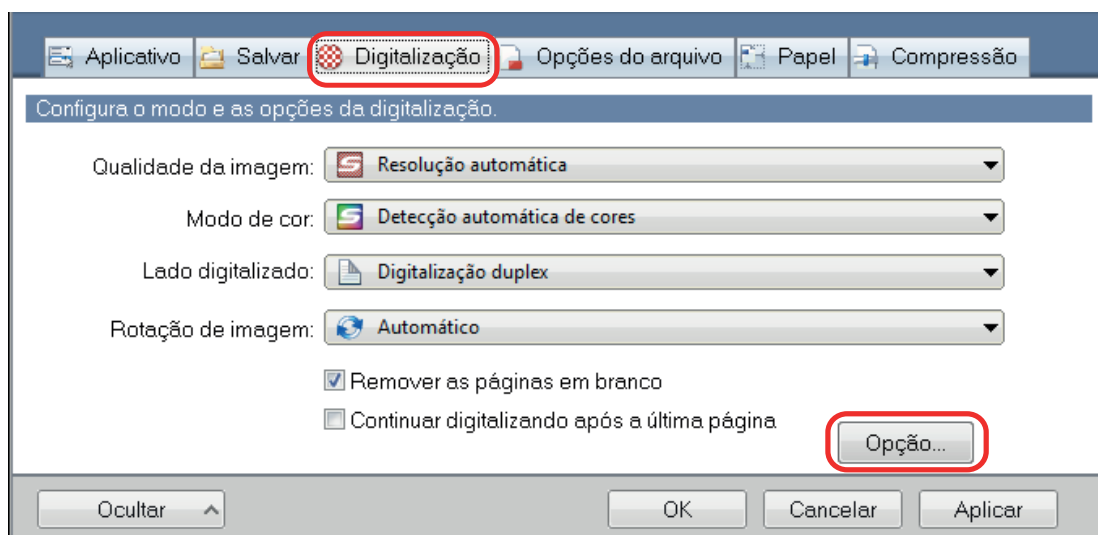 Aplicativo Salvar Digitalização Opções do arquivo Papel Compressão
Configura o modo e as opções da digitalização.
Qualidade da imagem: Resolução automática
Modo de cor: Detecção automática de cores
Lado digitalizado: Digitalização duplex
Rotação de imagem: Automático
Remover as páginas em branco
Continuar digitalizando após a última página
Opção...
Ocultar OK Cancelar Aplicar